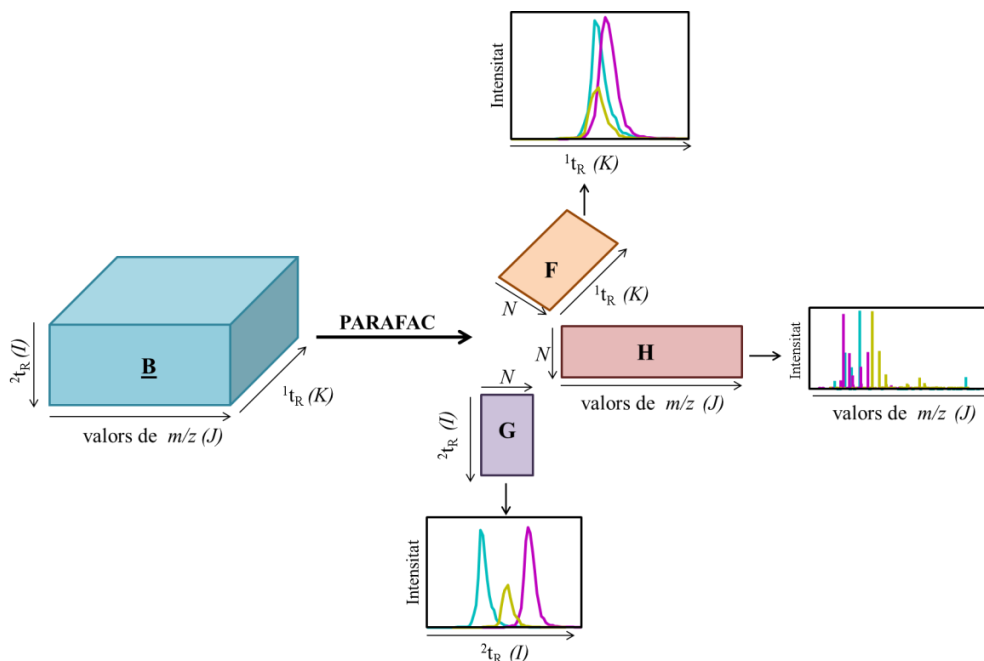 Intensitat
¹t_R (K)
F
N
¹t_R (K)
²t_R (I)
B
valors de m/z (J)
¹t_R (K)
PARAFAC
N
H
valors de m/z (J)
Intensitat
valors de m/z (J)
N
²t_R (I)
G
Intensitat
²t_R (I)